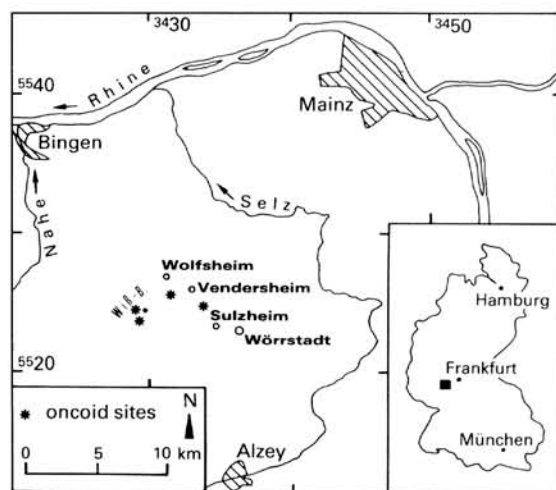 3430
3450
5540
Rhine
Mainz
Bingen
Nahe
Selz
Wolfsheim
Vendersheim
Wiß-B.
Sulzheim
Wörrstadt
5520
Hamburg
Frankfurt
München
oncoid sites
N
0 5 10
km
Alzey